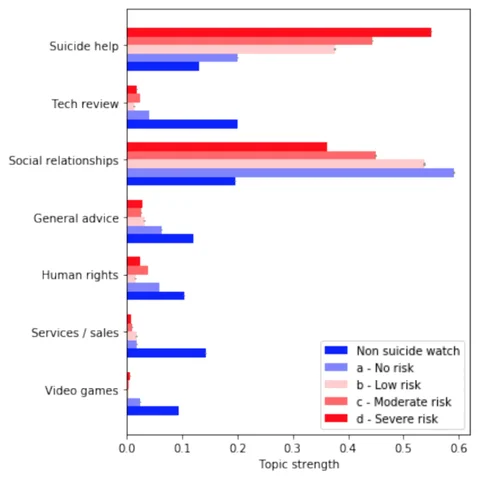 Suicide help
Tech review
Social relationships
General advice
Human rights
Services / sales
Video games
Non suicide watch
a - No risk
b - Low risk
c - Moderate risk
d - Severe risk
0.0 0.1 0.2 0.3 0.4 0.5 0.6
Topic strength